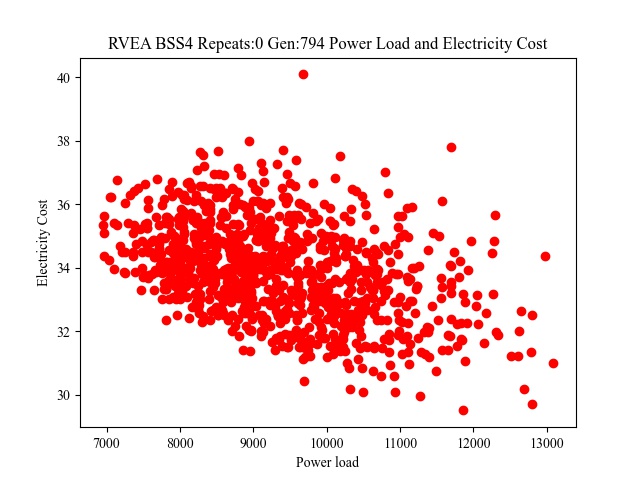 RVEA BSS4 Repeats:0 Gen:794 Power Load and Electricity Cost
40
38
36
34
32
30
Electricity Cost
7000 8000 9000 10000 11000 12000 13000
Power load